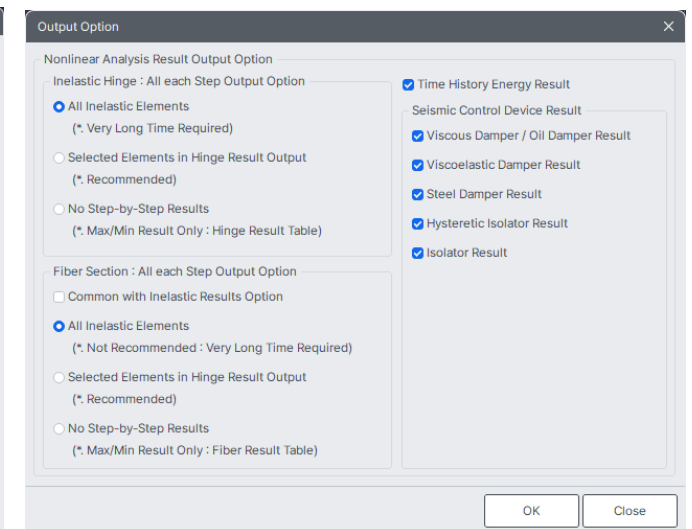 Output Option
Nonlinear Analysis Result Output Option
Inelastic Hinge : All each Step Output Option
All Inelastic Elements
(*. Very Long Time Required)
Selected Elements in Hinge Result Output
(*. Recommended)
No Step-by-Step Results
(*. Max/Min Result Only : Hinge Result Table)
Fiber Section : All each Step Output Option
Common with Inelastic Results Option
All Inelastic Elements
(*. Not Recommended : Very Long Time Required)
Selected Elements in Hinge Result Output
(*. Recommended)
No Step-by-Step Results
(*. Max/Min Result Only : Fiber Result Table)
Time History Energy Result
Seismic Control Device Result
Viscous Damper / Oil Damper Result
Viscoelastic Damper Result
Steel Damper Result
Hysteretic Isolator Result
Isolator Result
OK
Close